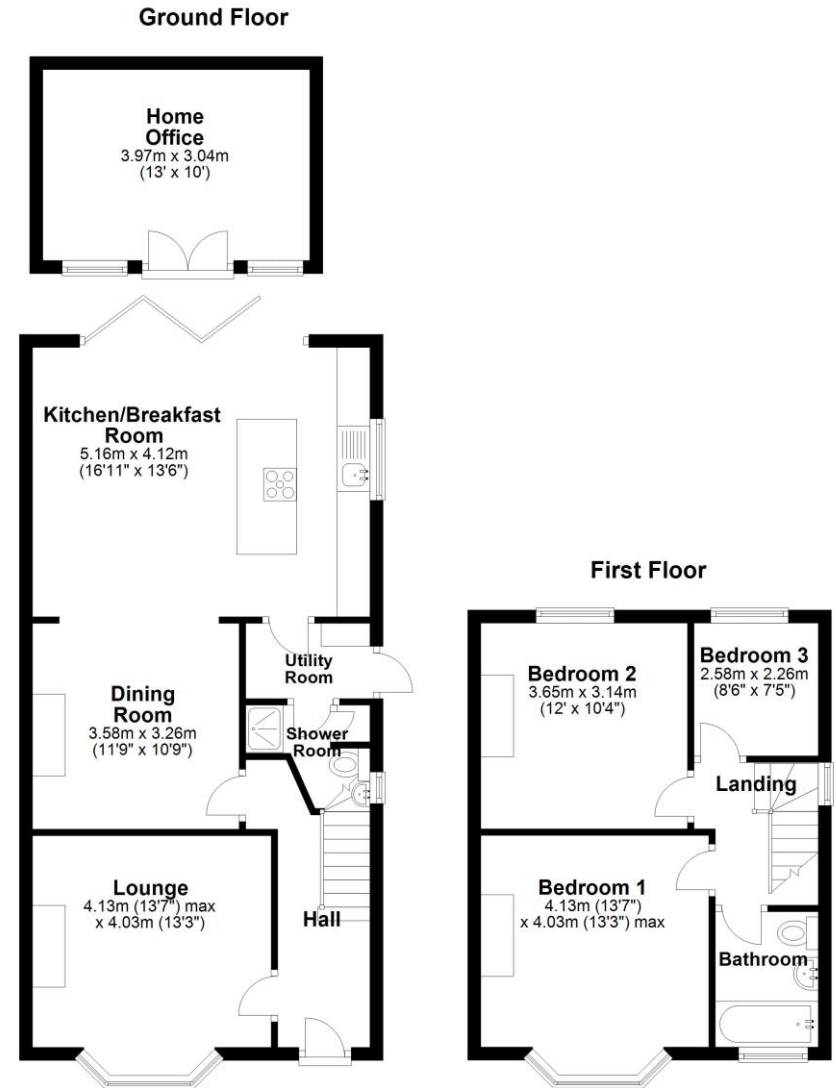 Ground Floor
Home
Office
3.97m x 3.04m
(13' x 10')
Kitchen/Breakfast
Room
5.16m x 4.12m
(16'11" x 13'6")
Utility
Room
Dining
Room
3.58m x 3.26m
(11'9" x 10'9")
Shower
Room
Lounge
4.13m (13'7") max
x 4.03m (13'3")
Hall
First Floor
Bedroom 2
3.65m x 3.14m
(12' x 10'4")
Bedroom 3
2.58m x 2.26m
(8'6" x 7'5")
Landing
Bedroom 1
4.13m (13'7")
x 4.03m (13'3") max
Bathroom